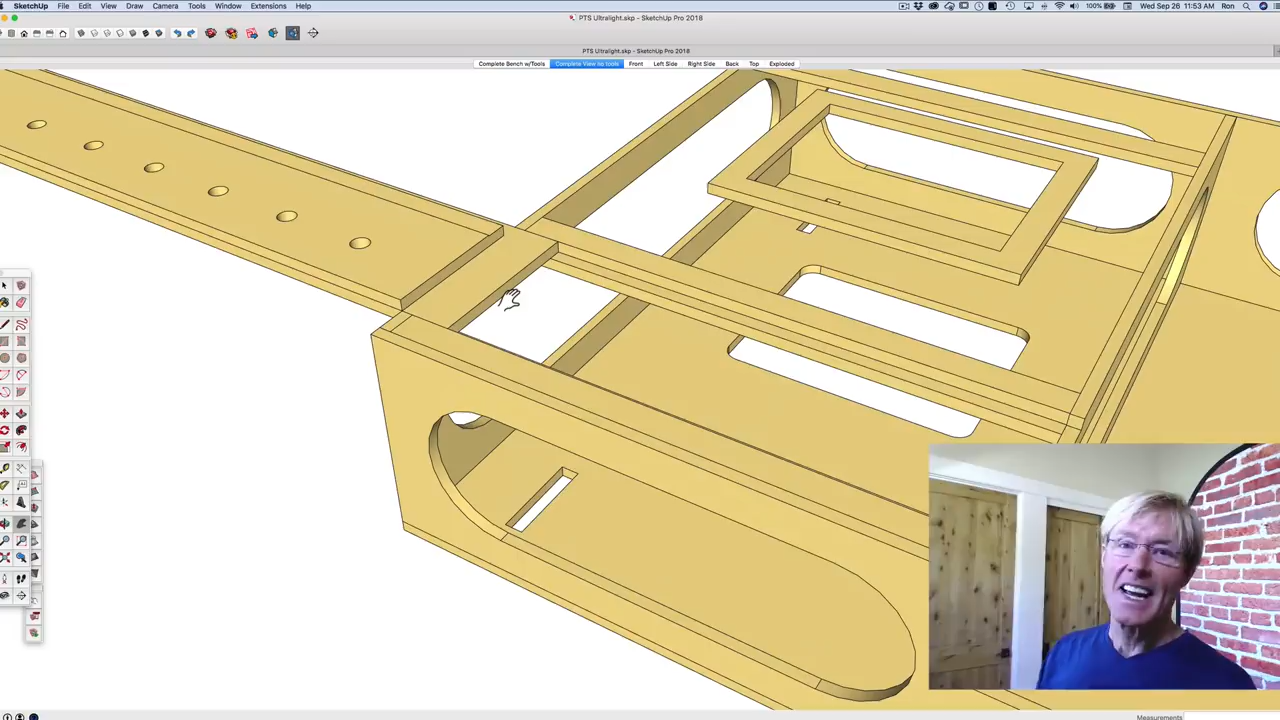 SketchUp File Edit View Draw Camera Tools Window Extensions Help 100% Wed Sep 26 11:53 AM Ron
PTS Ultralight.skp - SketchUp Pro 2018
PTS Ultralight.skp - SketchUp Pro 2018
Complete Bench w/Tools Complete View no tools Front Left Side Right Side Back Top Exploded
Measurements